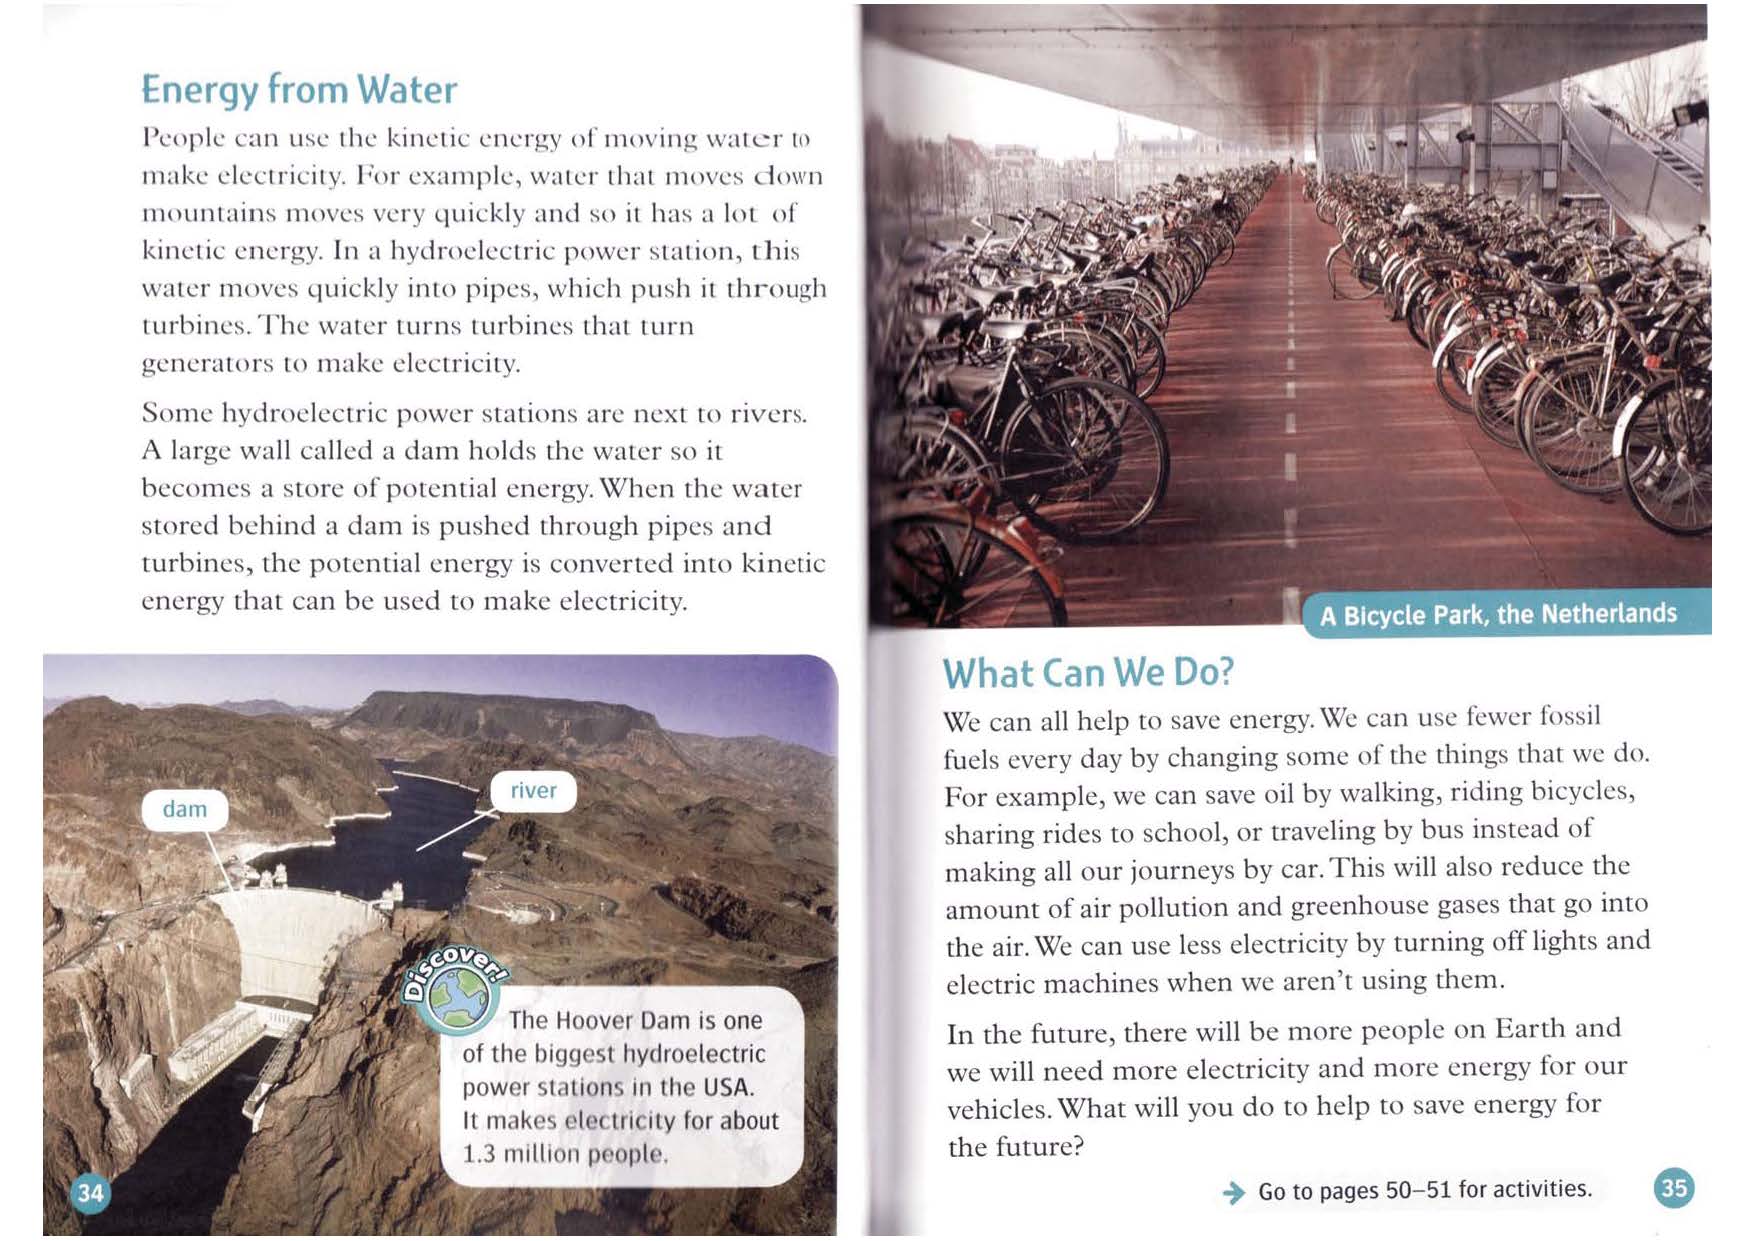 Energy from Water
People can use the kinetic energy of moving water to
make electricity. For example, water that moves down
mountains moves very quickly and so it has a lot of
kinetic energy. In a hydroelectric power station, this
water moves quickly into pipes, which push it through
turbines. The water turns turbines that turn
generators to make electricity.
Some hydroelectric power stations are next to rivers.
A large wall called a dam holds the water so it
becomes a store of potential energy. When the water
stored behind a dam is pushed through pipes and
turbines, the potential energy is converted into kinetic
energy that can be used to make electricity.
dam
river
Discover!
The Hoover Dam is one
of the biggest hydroelectric
power stations in the USA.
It makes electricity for about
1.3 million people.
34
A Bicycle Park, the Netherlands
What Can We Do?
We can all help to save energy. We can use fewer fossil
fuels every day by changing some of the things that we do.
For example, we can save oil by walking, riding bicycles,
sharing rides to school, or traveling by bus instead of
making all our journeys by car. This will also reduce the
amount of air pollution and greenhouse gases that go into
the air. We can use less electricity by turning off lights and
electric machines when we aren't using them.
In the future, there will be more people on Earth and
we will need more electricity and more energy for our
vehicles. What will you do to help to save energy for
the future?
→ Go to pages 50–51 for activities.
35